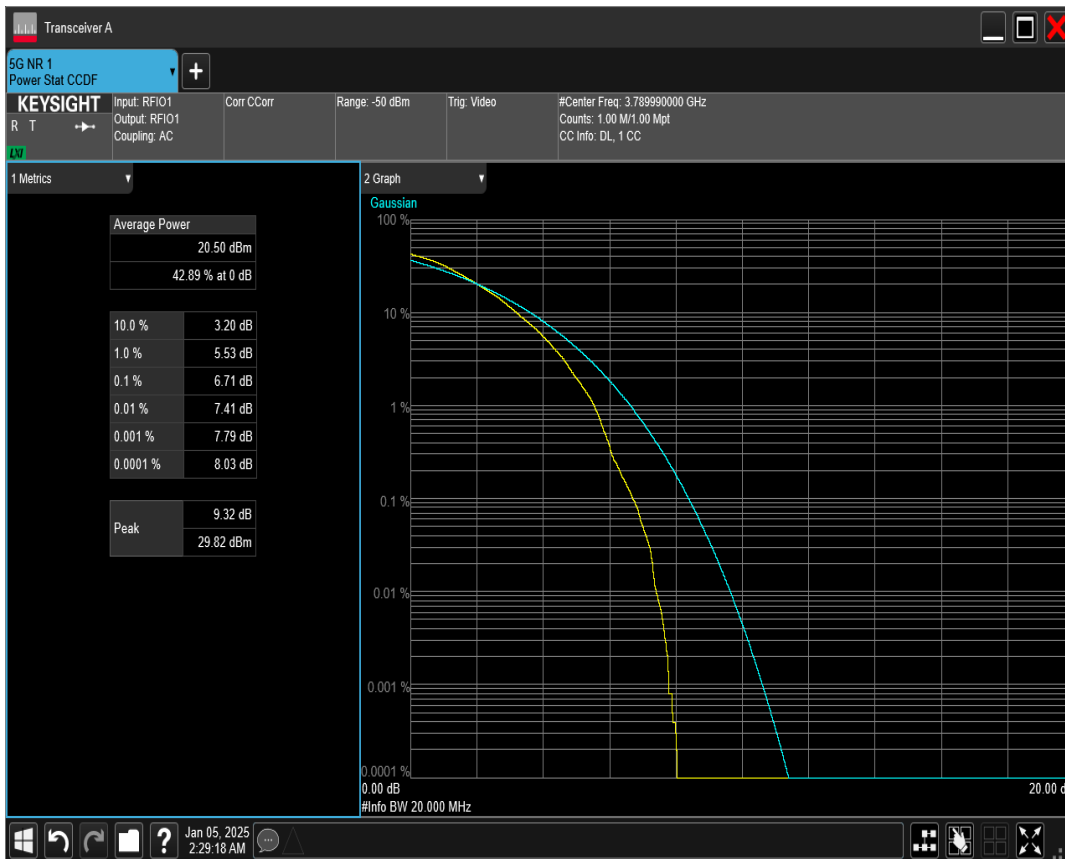 Transceiver A
5G NR 1
Power Stat CCDF
KEYSIGHT
R T
LXI
Input: RFIO1
Output: RFIO1
Coupling: AC
Corr CCorr
Range: -50 dBm
Trig: Video
#Center Freq: 3.789990000 GHz
Counts: 1.00 M/1.00 Mpt
CC Info: DL, 1 CC
1 Metrics
Average Power
20.50 dBm
42.89 % at 0 dB
10.0 % 3.20 dB
1.0 % 5.53 dB
0.1 % 6.71 dB
0.01 % 7.41 dB
0.001 % 7.79 dB
0.0001 % 8.03 dB
Peak
9.32 dB
29.82 dBm
2 Graph
Gaussian
100 %
10 %
1 %
0.1 %
0.01 %
0.001 %
0.0001 %
0.00 dB
20.00 d
#Info BW 20.000 MHz
?
Jan 05, 2025
2:29:18 AM